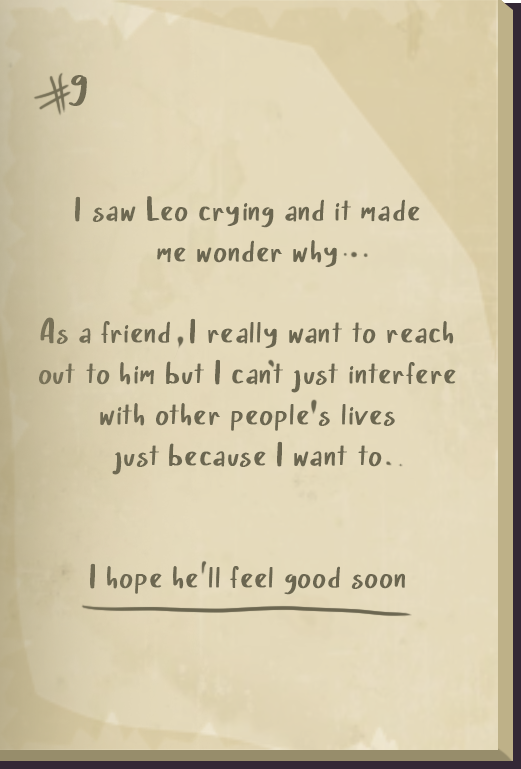 #9
I saw Leo crying and it made
me wonder why...
As a friend, I really want to reach
out to him but I can't just interfere
with other people's lives
just because I want to..
I hope he'll feel good soon